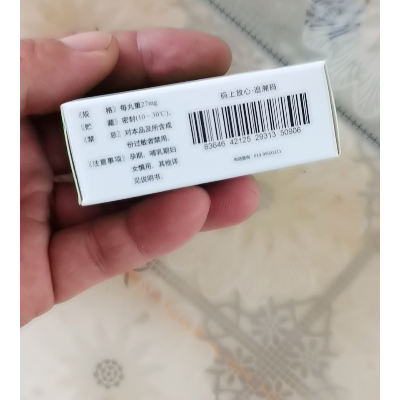 〔规 格〕每丸重27mg
〔贮 藏〕密封(10~30℃)。
〔禁 忌〕对本品及所含成
份过敏者禁用。
〔注意事项〕孕期、哺乳期妇
女慎用。其他详
见说明书。
码上放心·追溯码
83646 42125 29313 50906